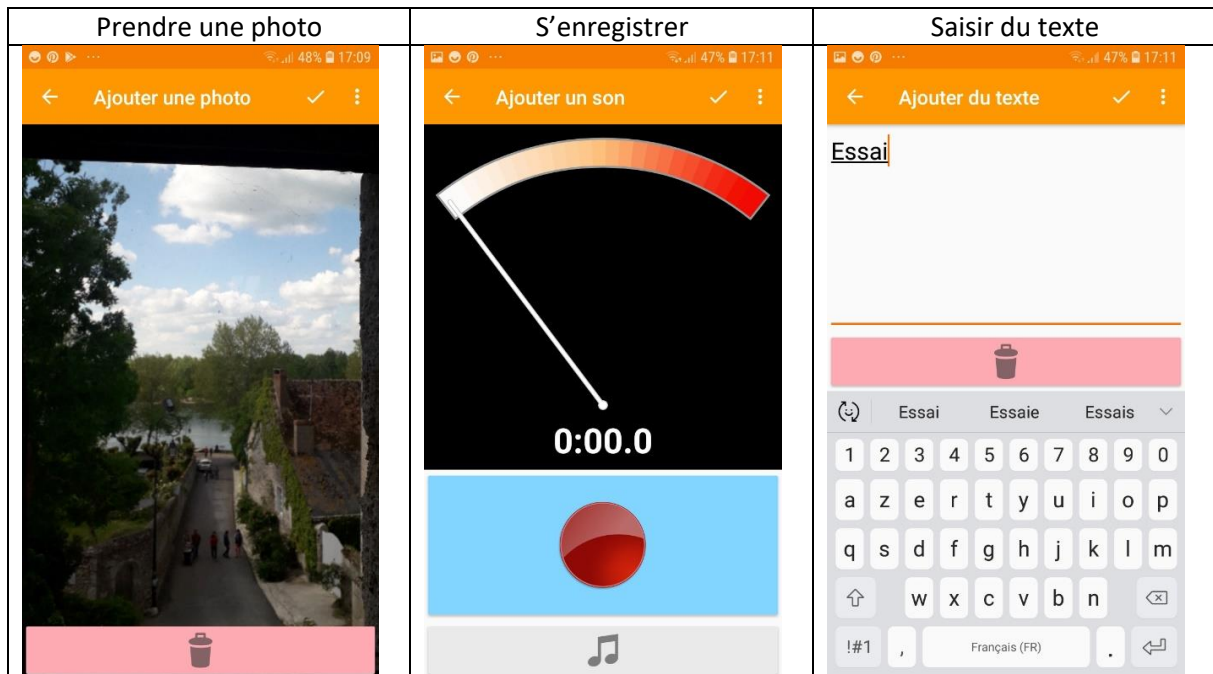 Prendre une photo
S’enregistrer
Saisir du texte
48% 17:09
Ajouter une photo
47% 17:11
Ajouter un son
0:00.0
47% 17:11
Ajouter du texte
Essai
Essai Essaie Essais
1 2 3 4 5 6 7 8 9 0
a z e r t y u i o p
q s d f g h j k l m
w x c v b n
!#1 , Français (FR) .